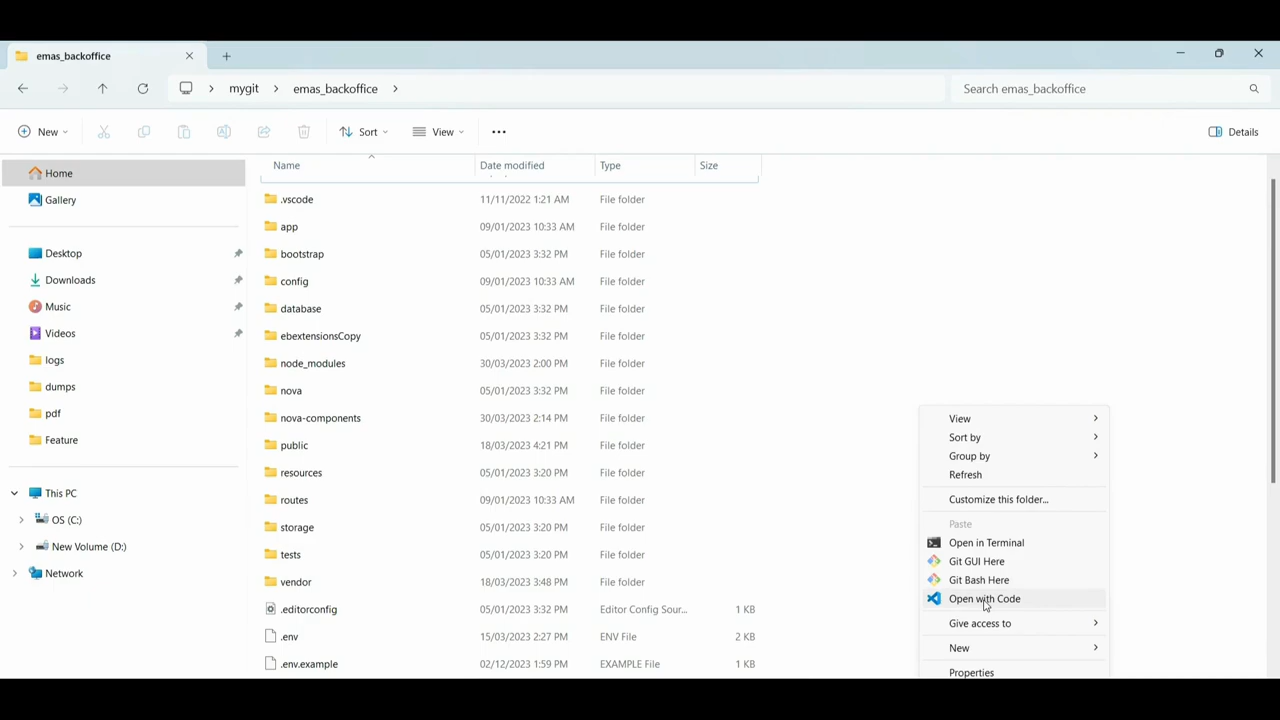 emas_backoffice
mygit
emas_backoffice
Search emas_backoffice
New
Sort
View
Details
Home
Gallery
Desktop
Downloads
Music
Videos
logs
dumps
pdf
Feature
This PC
OS (C:)
New Volume (D:)
Network
Name Date modified Type Size
.vscode 11/11/2022 1:21 AM File folder
app 09/01/2023 10:33 AM File folder
bootstrap 05/01/2023 3:32 PM File folder
config 09/01/2023 10:33 AM File folder
database 05/01/2023 3:32 PM File folder
ebextensionsCopy 05/01/2023 3:32 PM File folder
node_modules 30/03/2023 2:00 PM File folder
nova 05/01/2023 3:32 PM File folder
nova-components 30/03/2023 2:14 PM File folder
public 18/03/2023 4:21 PM File folder
resources 05/01/2023 3:20 PM File folder
routes 09/01/2023 10:33 AM File folder
storage 05/01/2023 3:20 PM File folder
tests 05/01/2023 3:20 PM File folder
vendor 18/03/2023 3:48 PM File folder
.editorconfig 05/01/2023 3:32 PM Editor Config Sour... 1 KB
.env 15/03/2023 2:27 PM ENV File 2 KB
.env.example 02/12/2023 1:59 PM EXAMPLE File 1 KB
View
Sort by
Group by
Refresh
Customize this folder...
Paste
Open in Terminal
Git GUI Here
Git Bash Here
Open with Code
Give access to
New
Properties